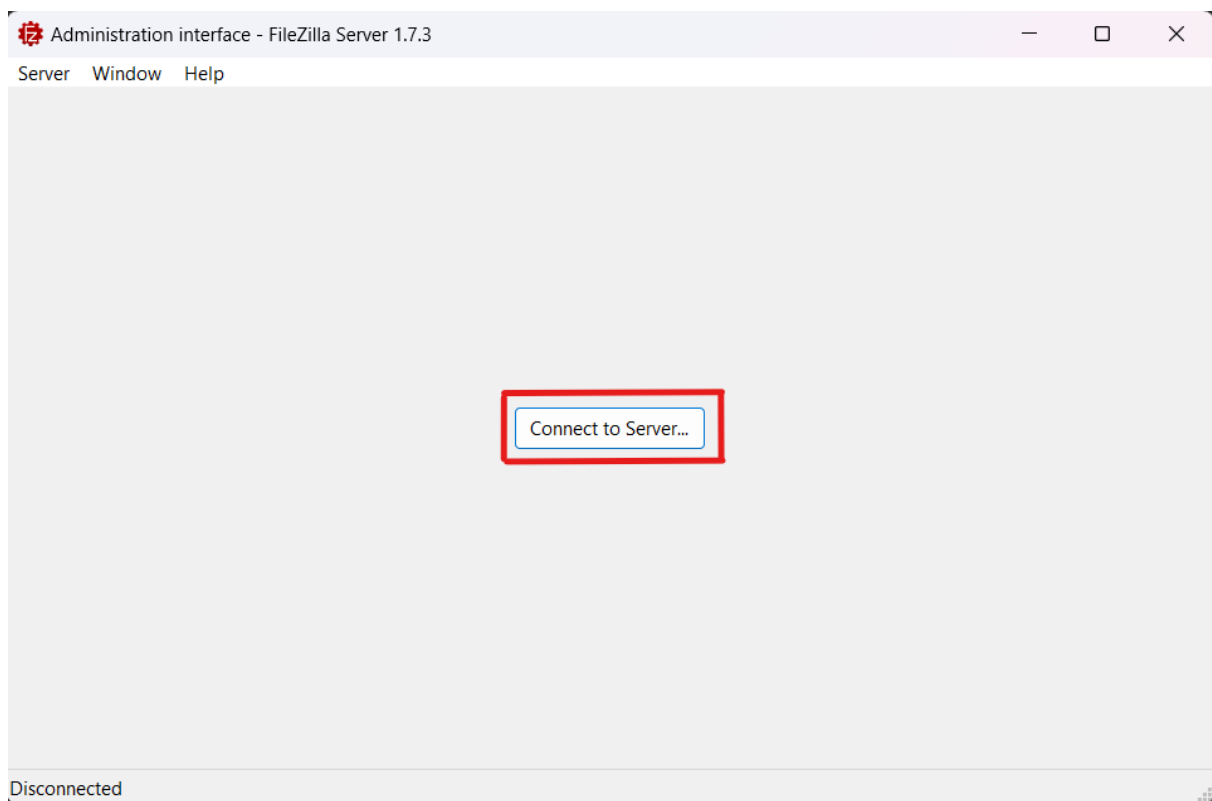 Administration interface - FileZilla Server 1.7.3
Server Window Help
Connect to Server...
Disconnected